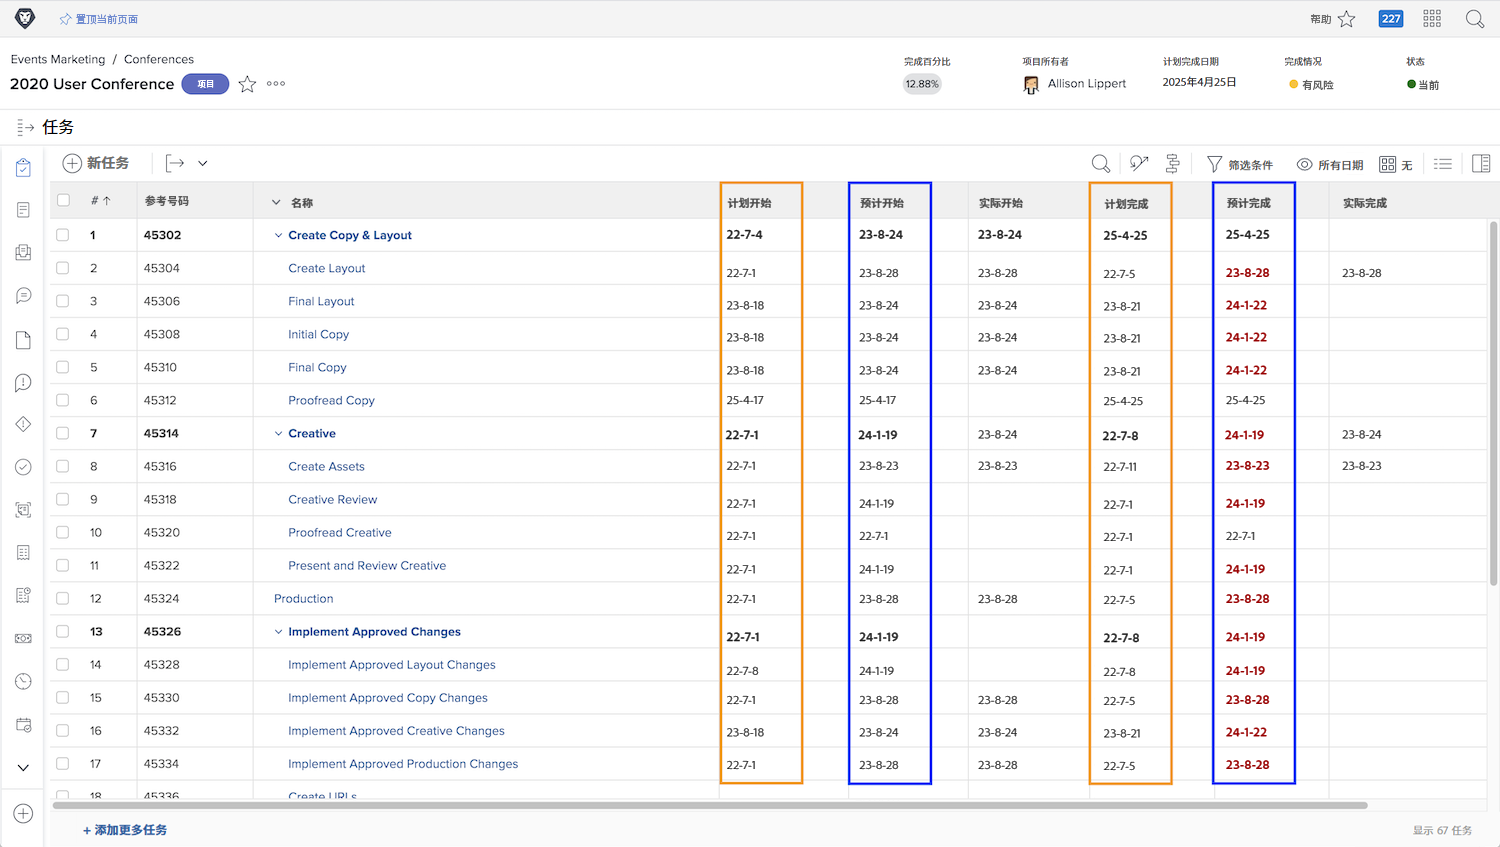 置顶当前页面
帮助
227
Events Marketing / Conferences
2020 User Conference 项目
完成百分比
12.88%
项目所有者
Allison Lippert
计划完成日期
2025年4月25日
完成情况
有风险
状态
当前
任务
新任务
筛选条件 所有日期 无
# 参考号码 名称 计划开始 预计开始 实际开始 计划完成 预计完成 实际完成
1 45302 Create Copy & Layout 22-7-4 23-8-24 23-8-24 25-4-25 25-4-25
2 45304 Create Layout 22-7-1 23-8-28 23-8-28 22-7-5 23-8-28 23-8-28
3 45306 Final Layout 23-8-18 23-8-24 23-8-24 23-8-21 24-1-22
4 45308 Initial Copy 23-8-18 23-8-24 23-8-24 23-8-21 24-1-22
5 45310 Final Copy 23-8-18 23-8-24 23-8-24 23-8-21 24-1-22
6 45312 Proofread Copy 25-4-17 25-4-17 25-4-25 25-4-25
7 45314 Creative 22-7-1 24-1-19 23-8-24 22-7-8 24-1-19 23-8-24
8 45316 Create Assets 22-7-1 23-8-23 23-8-23 22-7-11 23-8-23 23-8-23
9 45318 Creative Review 22-7-1 24-1-19 22-7-1 24-1-19
10 45320 Proofread Creative 22-7-1 22-7-1 22-7-1 22-7-1
11 45322 Present and Review Creative 22-7-1 24-1-19 22-7-1 24-1-19
12 45324 Production 22-7-1 23-8-28 23-8-28 22-7-5 23-8-28
13 45326 Implement Approved Changes 22-7-1 24-1-19 22-7-8 24-1-19
14 45328 Implement Approved Layout Changes 22-7-8 24-1-19 22-7-8 24-1-19
15 45330 Implement Approved Copy Changes 22-7-1 23-8-28 23-8-28 22-7-5 23-8-28
16 45332 Implement Approved Creative Changes 23-8-18 23-8-24 23-8-24 23-8-21 24-1-22
17 45334 Implement Approved Production Changes 22-7-1 23-8-28 23-8-28 22-7-5 23-8-28
18 45336 Create URLs
+ 添加更多任务
显示 67 任务